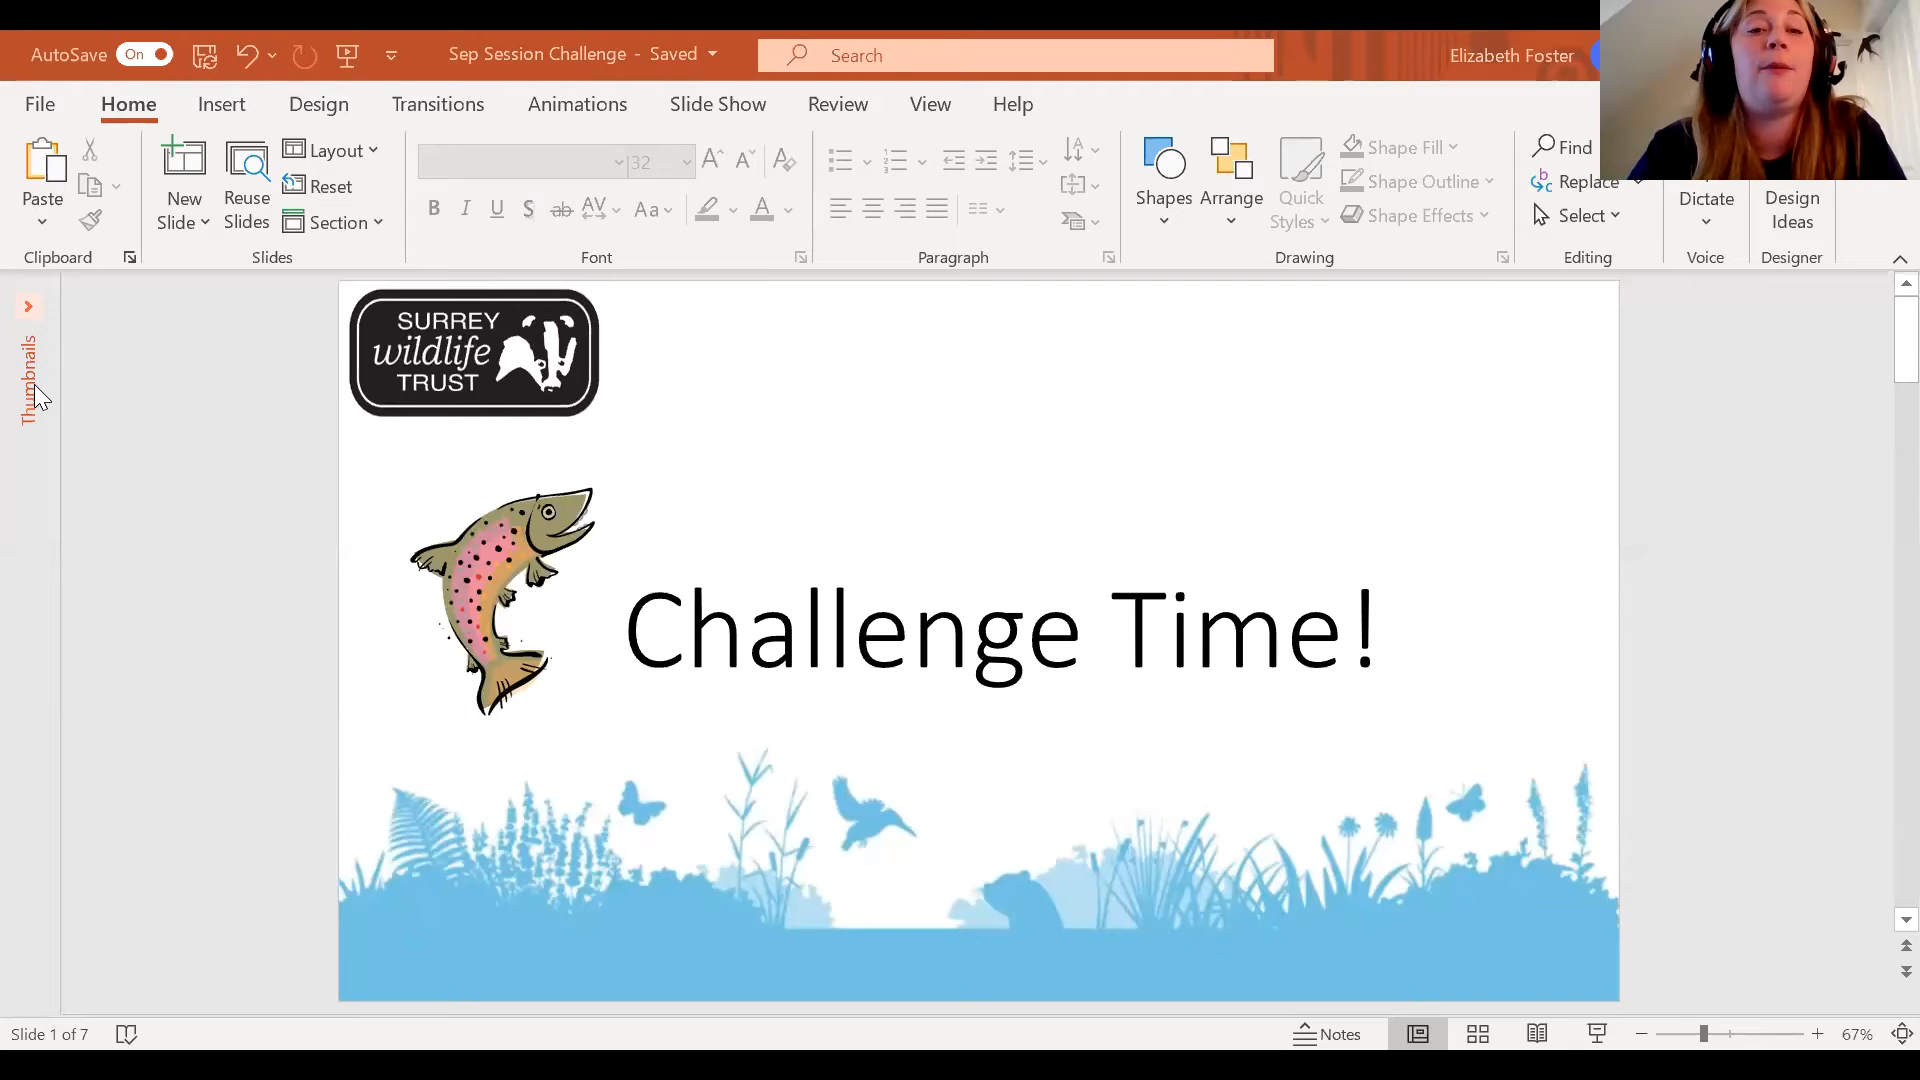 AutoSave On
Sep Session Challenge - Saved
Search
Elizabeth Foster
File Home Insert Design Transitions Animations Slide Show Review View Help
Paste
Clipboard
New Slide
Reuse Slides
Layout
Reset
Section
Slides
32
Font
Paragraph
Shapes
Arrange
Quick Styles
Shape Fill
Shape Outline
Shape Effects
Drawing
Find
Replace
Select
Editing
Dictate
Voice
Design Ideas
Designer
Thumbnails
SURREY
wildlife
TRUST
Challenge Time!
Slide 1 of 7
Notes
67%